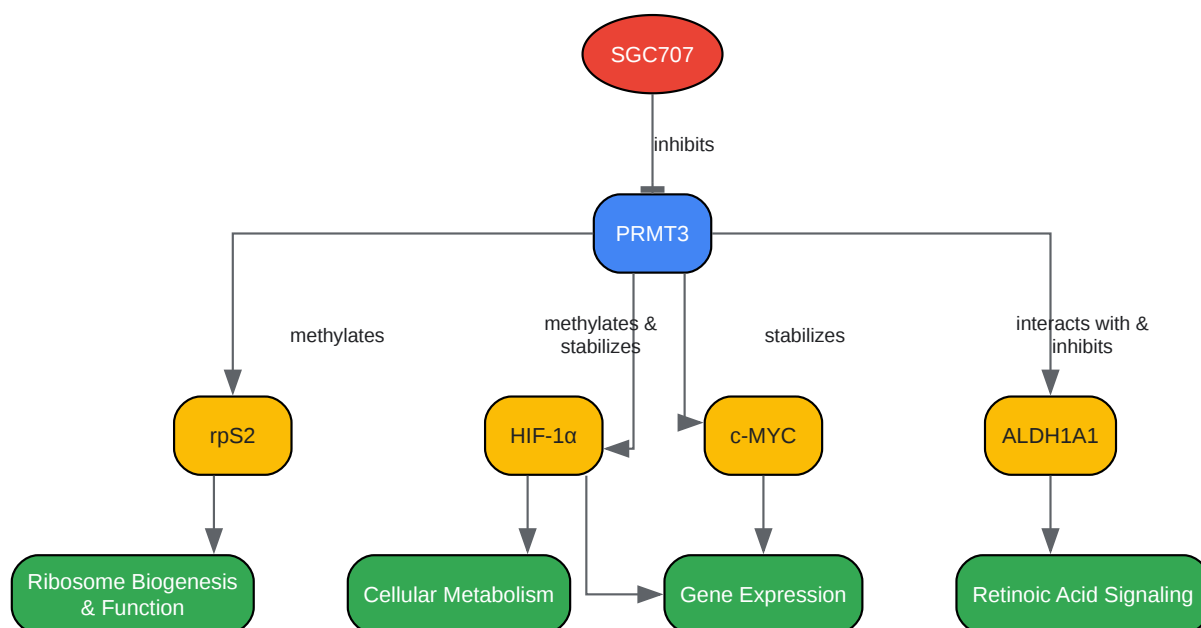 SGC707
inhibits
PRMT3
methylates
methylates &
stabilizes
stabilizes
interacts with &
inhibits
rpS2
HIF-1α
c-MYC
ALDH1A1
Ribosome Biogenesis
& Function
Cellular Metabolism
Gene Expression
Retinoic Acid Signaling